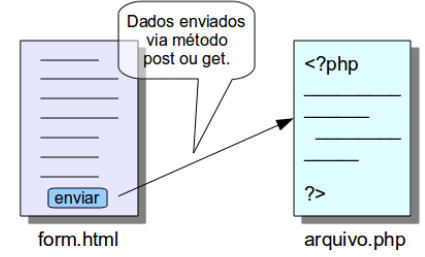 Dados enviados
via método
post ou get.
<?php
?>
enviar
form.html
arquivo.php